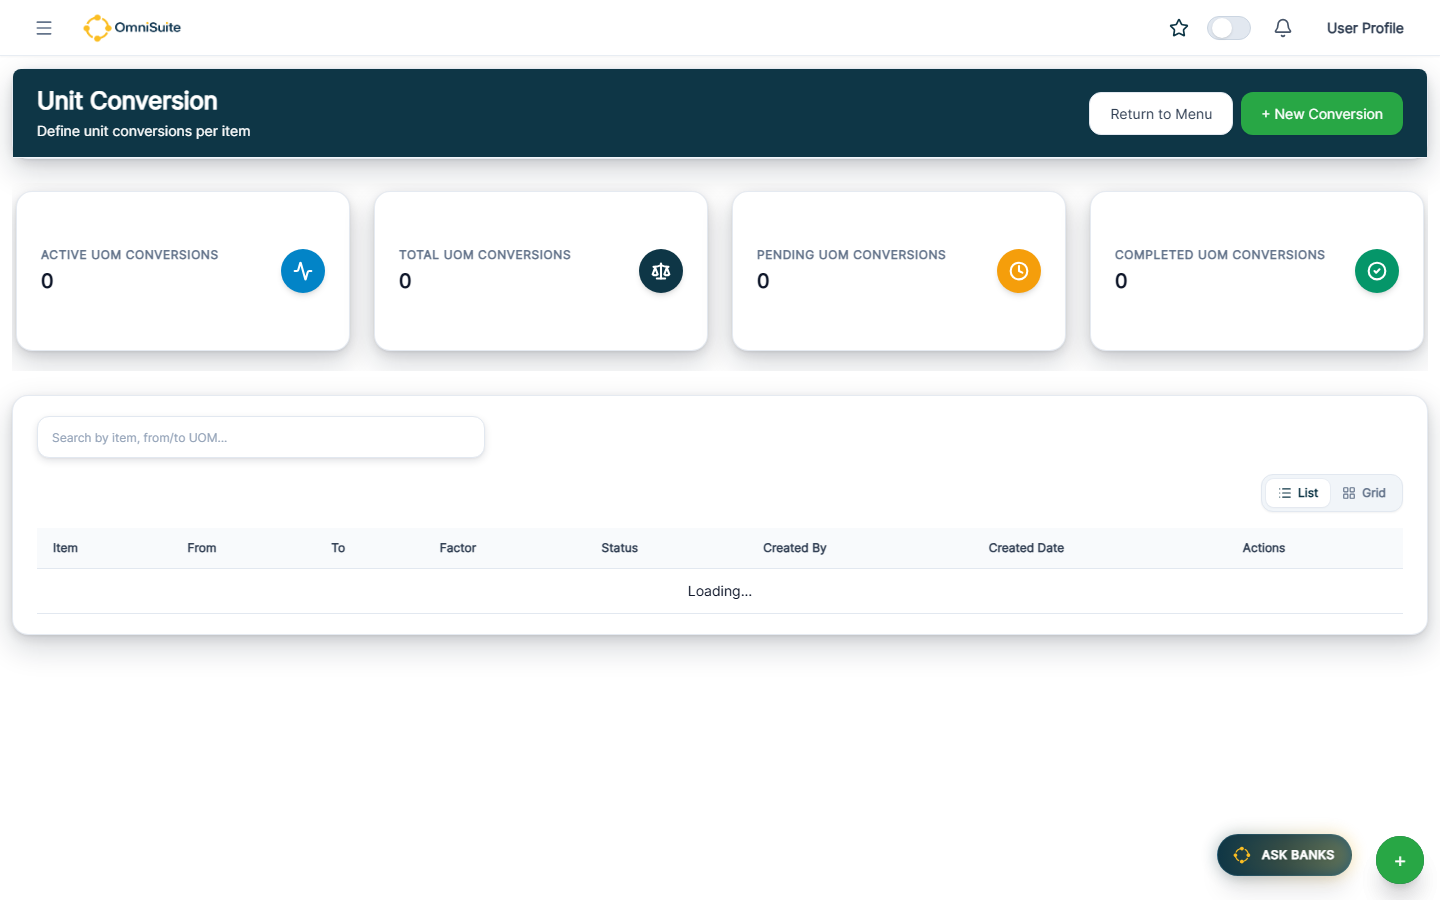 OmniSuite
User Profile
Unit Conversion
Define unit conversions per item
Return to Menu
+ New Conversion
ACTIVE UOM CONVERSIONS
0
TOTAL UOM CONVERSIONS
0
PENDING UOM CONVERSIONS
0
COMPLETED UOM CONVERSIONS
0
Search by item, from/to UOM...
List
Grid
Item From To Factor Status Created By Created Date Actions
Loading...
ASK BANKS
+